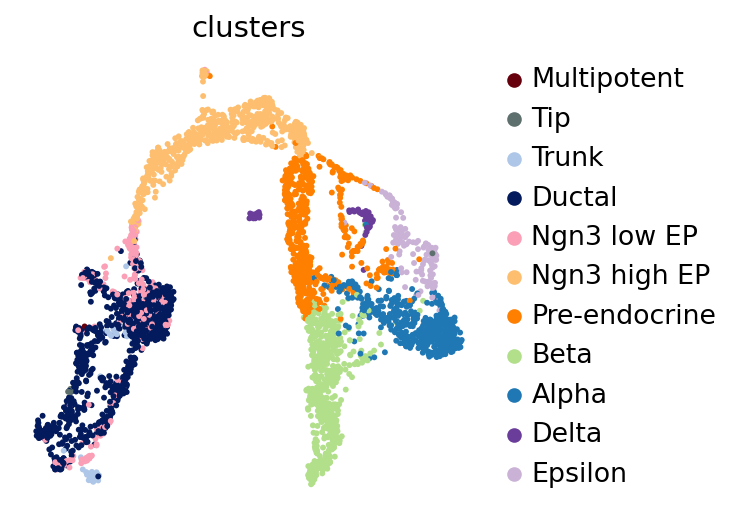 clusters
Multipotent
Tip
Trunk
Ductal
Ngn3 low EP
Ngn3 high EP
Pre-endocrine
Beta
Alpha
Delta
Epsilon